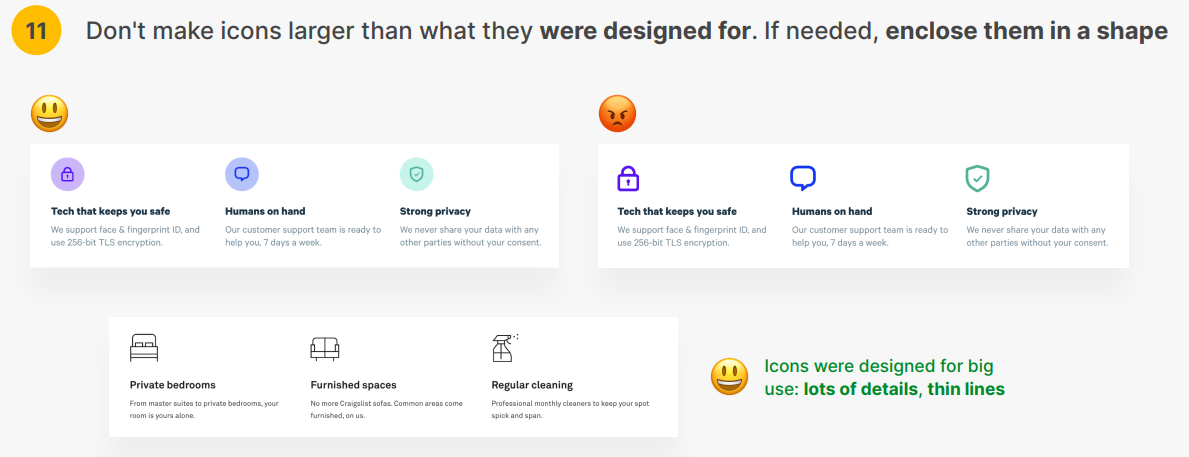 11
Don't make icons larger than what they were designed for. If needed, enclose them in a shape
Tech that keeps you safe
We support face & fingerprint ID, and
use 256-bit TLS encryption.
Humans on hand
Our customer support team is ready to
help you, 7 days a week.
Strong privacy
We never share your data with any
other parties without your consent.
Tech that keeps you safe
We support face & fingerprint ID, and
use 256-bit TLS encryption.
Humans on hand
Our customer support team is ready to
help you, 7 days a week.
Strong privacy
We never share your data with any
other parties without your consent.
Private bedrooms
From master suites to private bedrooms, your
room is yours alone.
Furnished spaces
No more Craigslist sofas. Common areas come
furnished, on us.
Regular cleaning
Professional monthly cleaners to keep your spot
spick and span.
Icons were designed for big
use: lots of details, thin lines